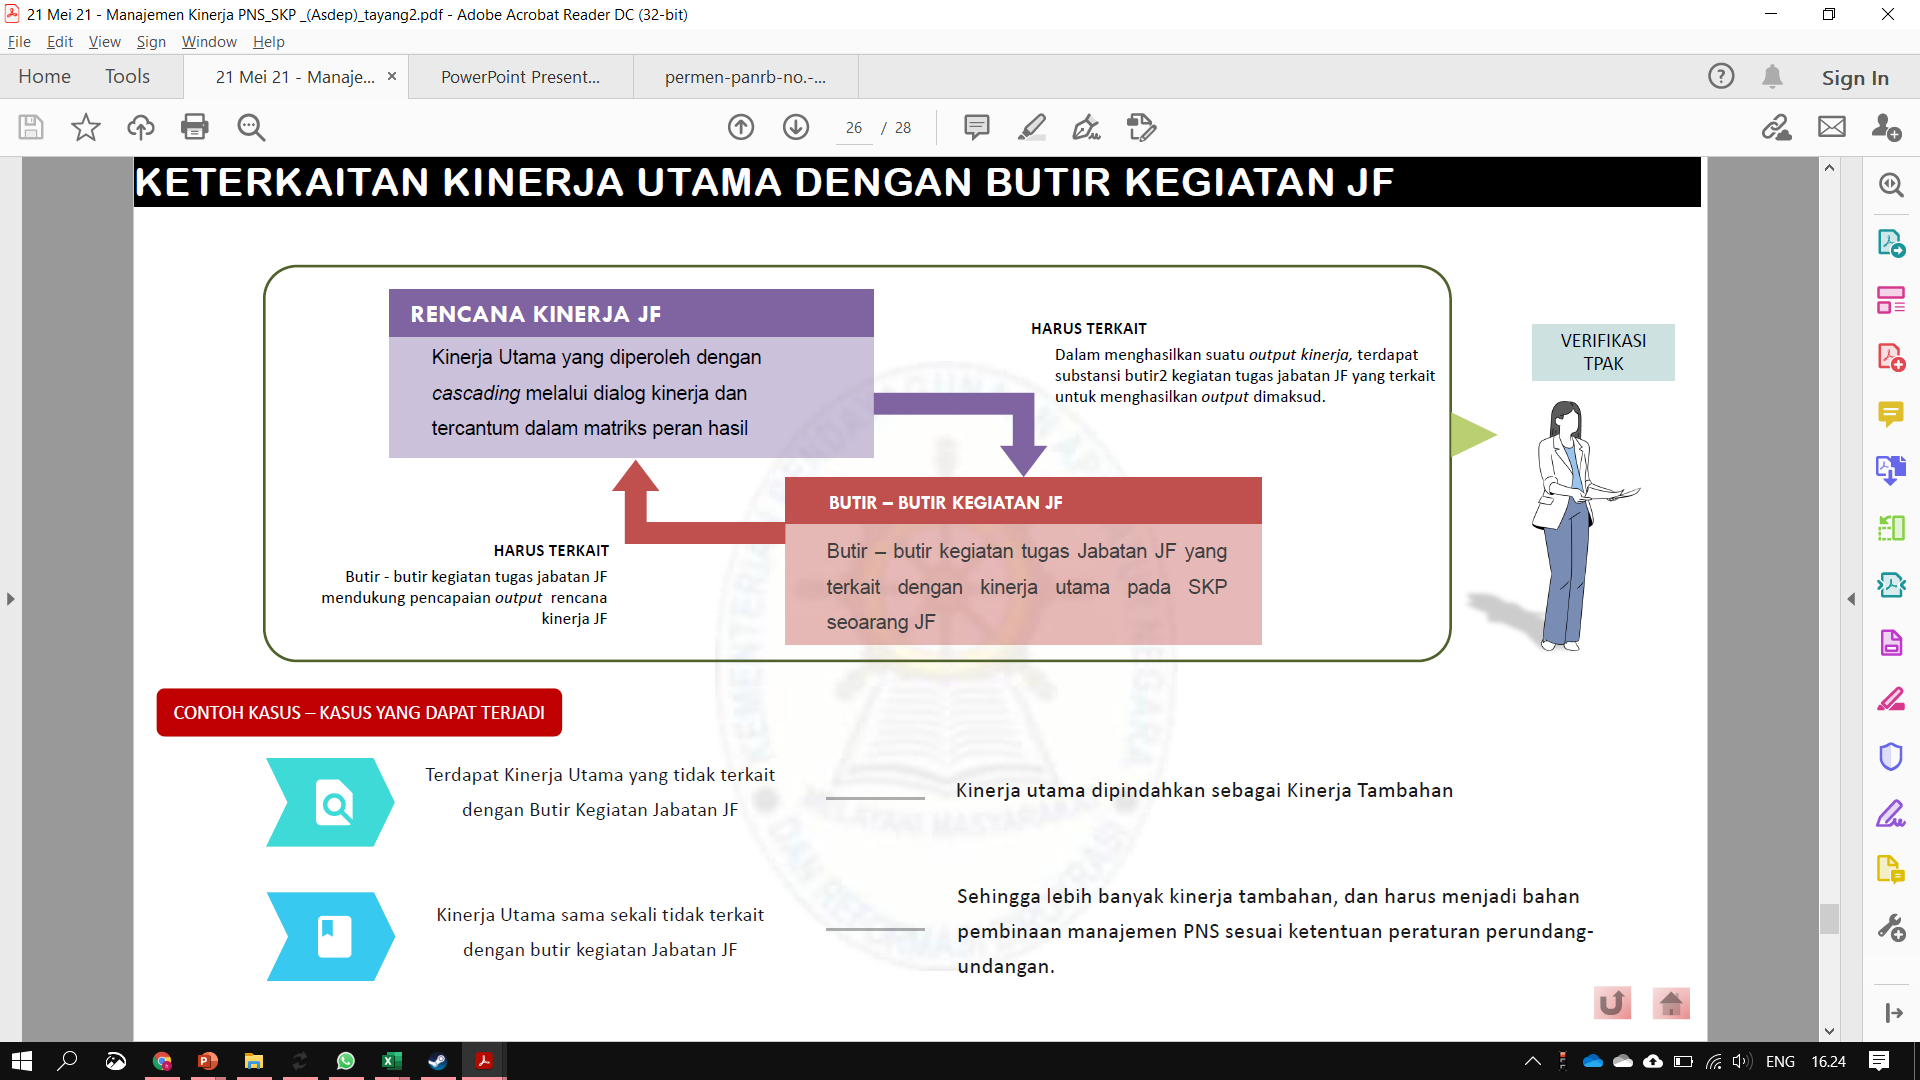 21 Mei 21 - Manajemen Kinerja PNS_SKP _(Asdep)_tayang2.pdf - Adobe Acrobat Reader DC (32-bit)
File Edit View Sign Window Help
Home Tools 21 Mei 21 - Manaje... PowerPoint Present... permen-panrb-no.-... Sign In
26 / 28
KETERKAITAN KINERJA UTAMA DENGAN BUTIR KEGIATAN JF
RENCANA KINERJA JF
Kinerja Utama yang diperoleh dengan
cascading melalui dialog kinerja dan
tercantum dalam matriks peran hasil
HARUS TERKAIT
Dalam menghasilkan suatu output kinerja, terdapat
substansi butir2 kegiatan tugas jabatan JF yang terkait
untuk menghasilkan output dimaksud.
VERIFIKASI
TPAK
BUTIR – BUTIR KEGIATAN JF
Butir – butir kegiatan tugas Jabatan JF yang
terkait dengan kinerja utama pada SKP
seoarang JF
HARUS TERKAIT
Butir - butir kegiatan tugas jabatan JF
mendukung pencapaian output rencana
kinerja JF
CONTOH KASUS – KASUS YANG DAPAT TERJADI
Terdapat Kinerja Utama yang tidak terkait
dengan Butir Kegiatan Jabatan JF
Kinerja utama dipindahkan sebagai Kinerja Tambahan
Kinerja Utama sama sekali tidak terkait
dengan butir kegiatan Jabatan JF
Sehingga lebih banyak kinerja tambahan, dan harus menjadi bahan
pembinaan manajemen PNS sesuai ketentuan peraturan perundang-
undangan.
ENG 16.24